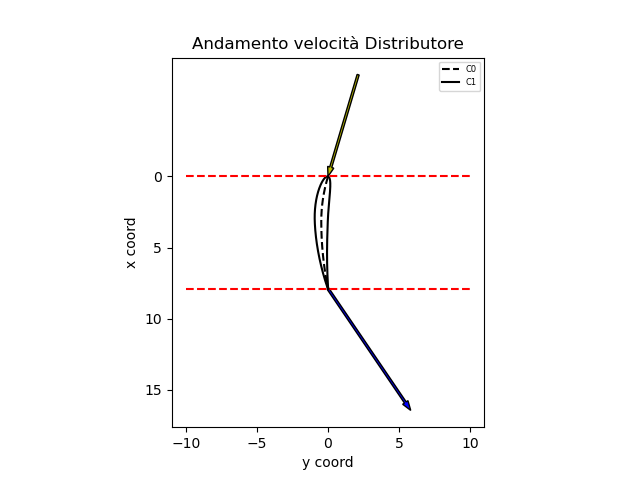 Andamento velocità Distributore
C0
C1
0
5
10
15
x coord
−10
−5
0
5
10
y coord